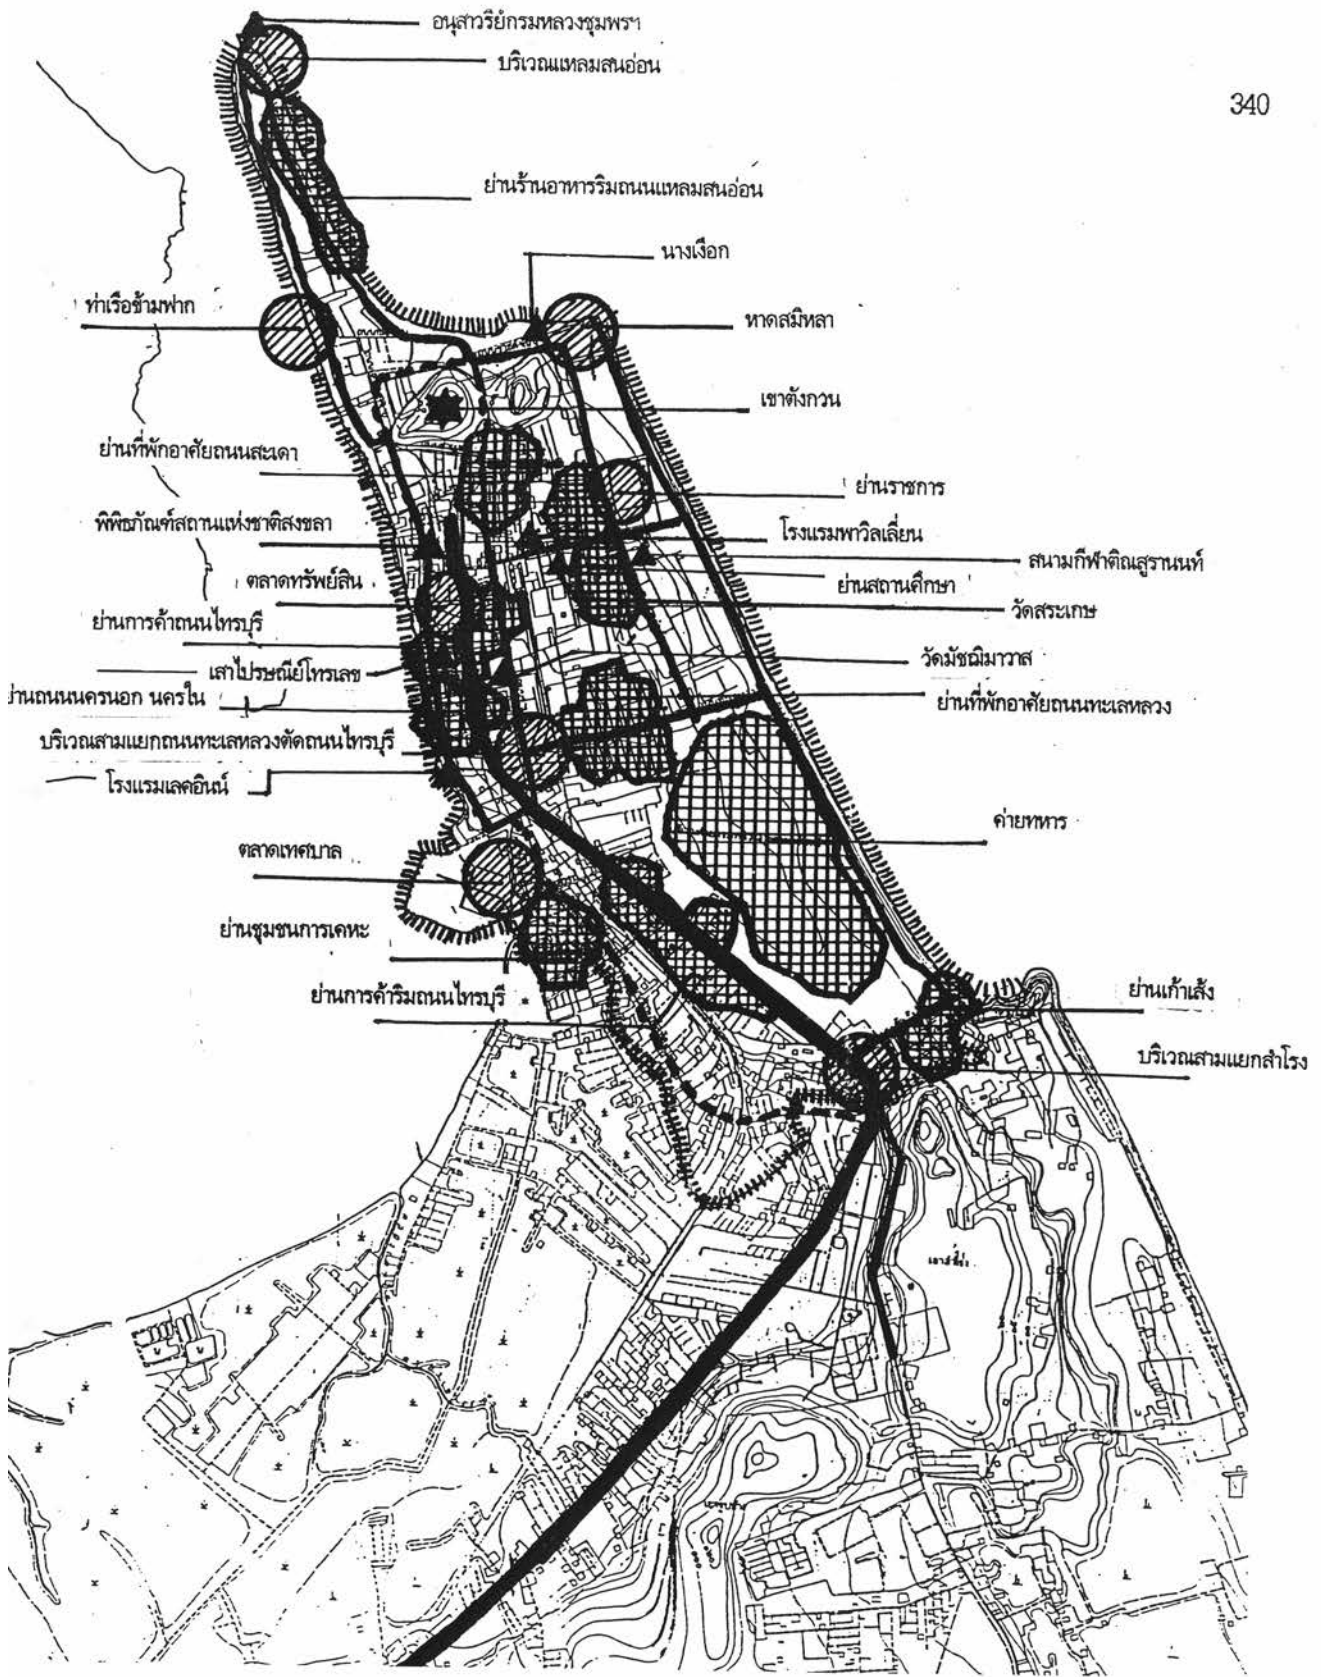 อนุสาวรีย์กรมหลวงชุมพรฯ
บริเวณแหลมสนอ่อน
340
ย่านร้านอาหารริมถนนแหลมสนอ่อน
นางเงือก
ท่าเรือข้ามฟาก
หาดสมิหลา
เขาตังกวน
ย่านที่พักอาศัยถนนสะเดา
ย่านราชการ
พิพิธภัณฑ์สถานแห่งชาติสงขลา
โรงแรมพาวิลเลี่ยน
สนามกีฬาติณสูรานนท์
ตลาดทรัพย์สิน
ย่านสถานศึกษา
วัดสระเกษ
ย่านการค้าถนนไทรบุรี
วัดมัชฌิมาวาส
เสาไปรษณีย์โทรเลข
ย่านถนนนครนอก นครใน
ย่านที่พักอาศัยถนนทะเลหลวง
บริเวณสามแยกถนนทะเลหลวงตัดถนนไทรบุรี
โรงแรมเลคอินน์
ค่ายทหาร
ตลาดเทศบาล
ย่านชุมชนการเคหะ
ย่านการค้าริมถนนไทรบุรี
ย่านเก้าเส้ง
บริเวณสามแยกสำโรง